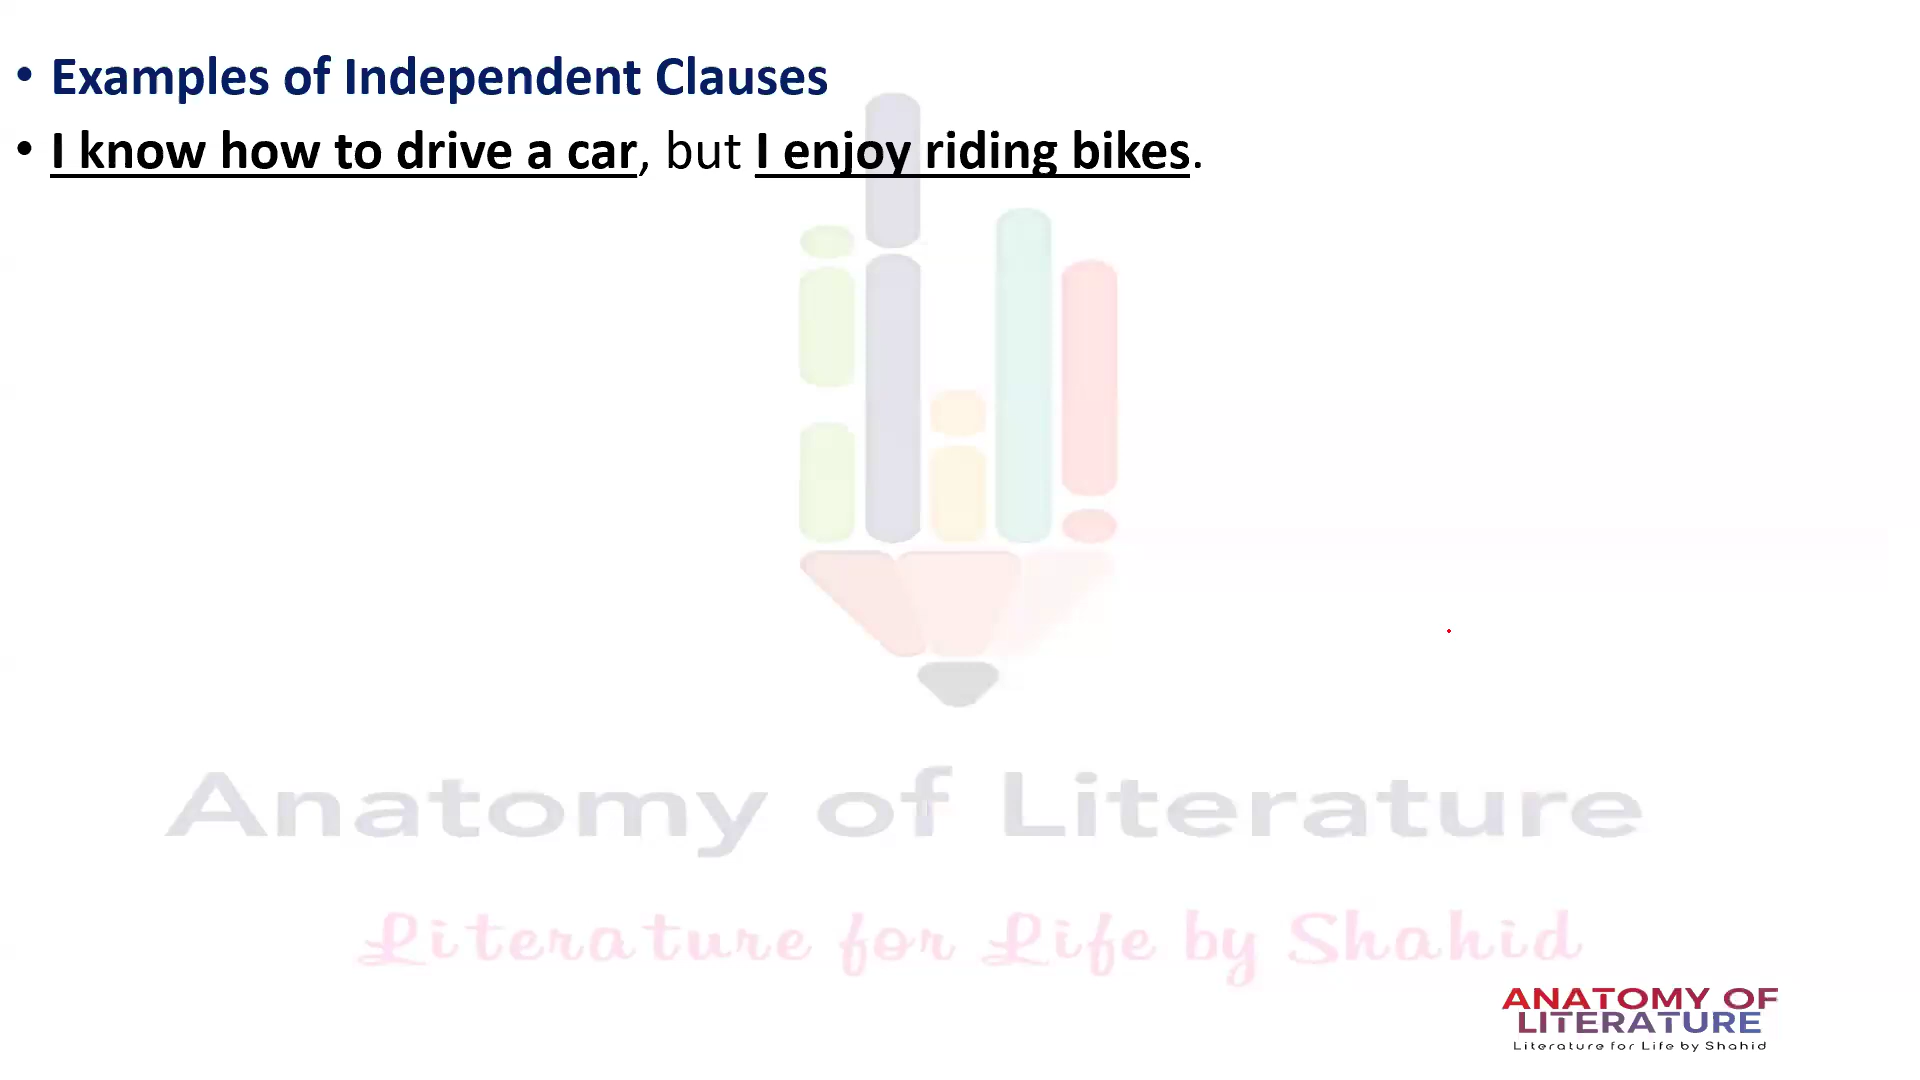 • Examples of Independent Clauses
• I know how to drive a car, but I enjoy riding bikes.
Anatomy of Literature
Literature for Life by Shahid
ANATOMY OF
LITERATURE
Literature for Life by Shahid